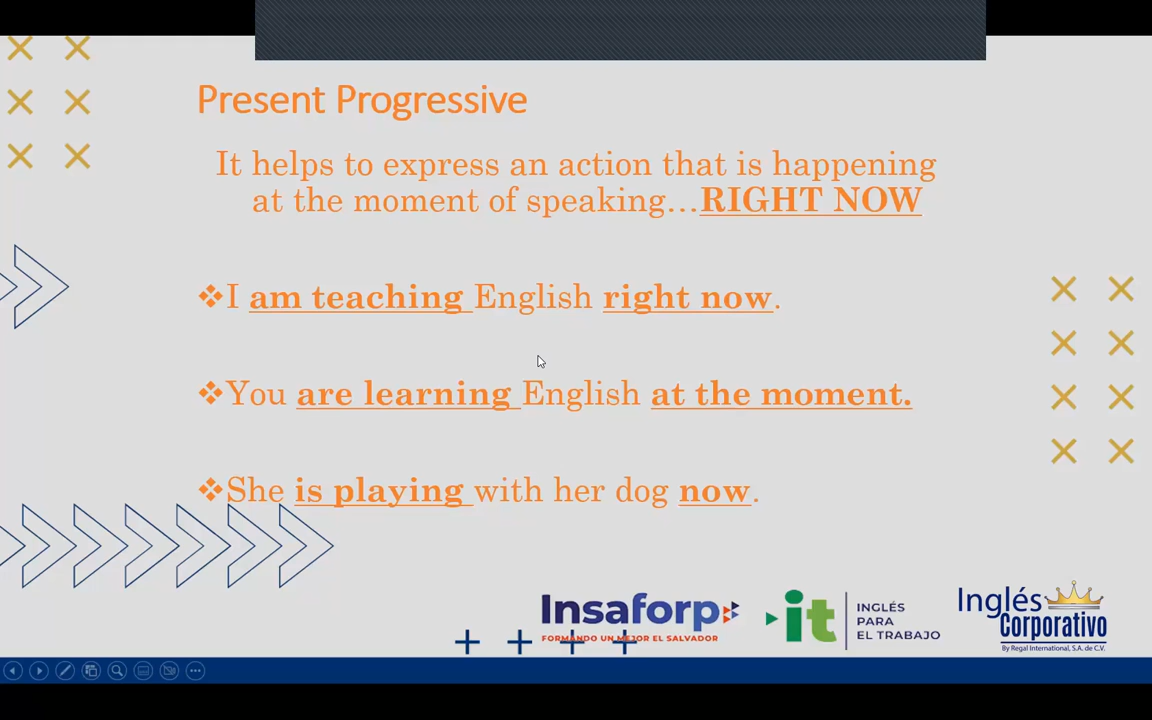 Present Progressive
It helps to express an action that is happening
at the moment of speaking…RIGHT NOW
❖I am teaching English right now.
❖You are learning English at the moment.
❖She is playing with her dog now.
Insaforp
FORMANDO UN MEJOR EL SALVADOR
it
INGLÉS
PARA
EL TRABAJO
Inglés
Corporativo
By Regal International, S.A. de C.V.